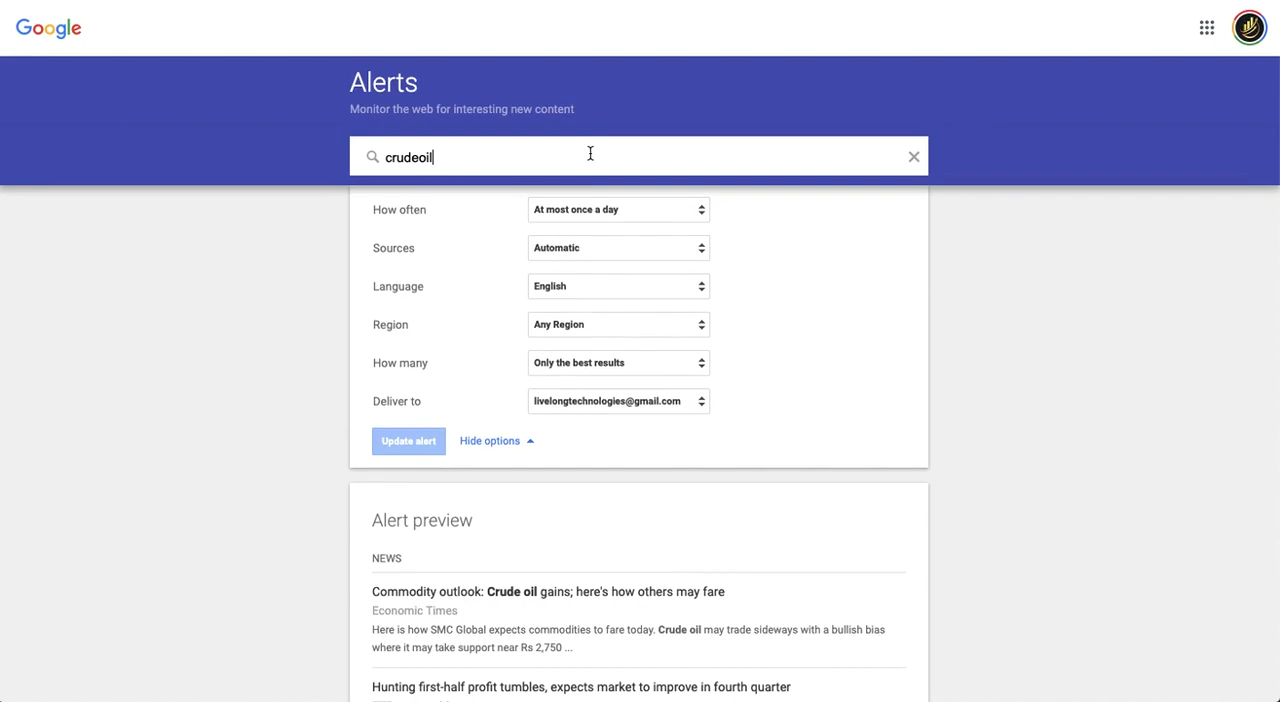 Google
Alerts
Monitor the web for interesting new content
crudeoil
How often At most once a day
Sources Automatic
Language English
Region Any Region
How many Only the best results
Deliver to livelongtechnologies@gmail.com
Update alert Hide options
Alert preview
NEWS
Commodity outlook: Crude oil gains; here's how others may fare
Economic Times
Here is how SMC Global expects commodities to fare today. Crude oil may trade sideways with a bullish bias
where it may take support near Rs 2,750 ...
Hunting first-half profit tumbles, expects market to improve in fourth quarter